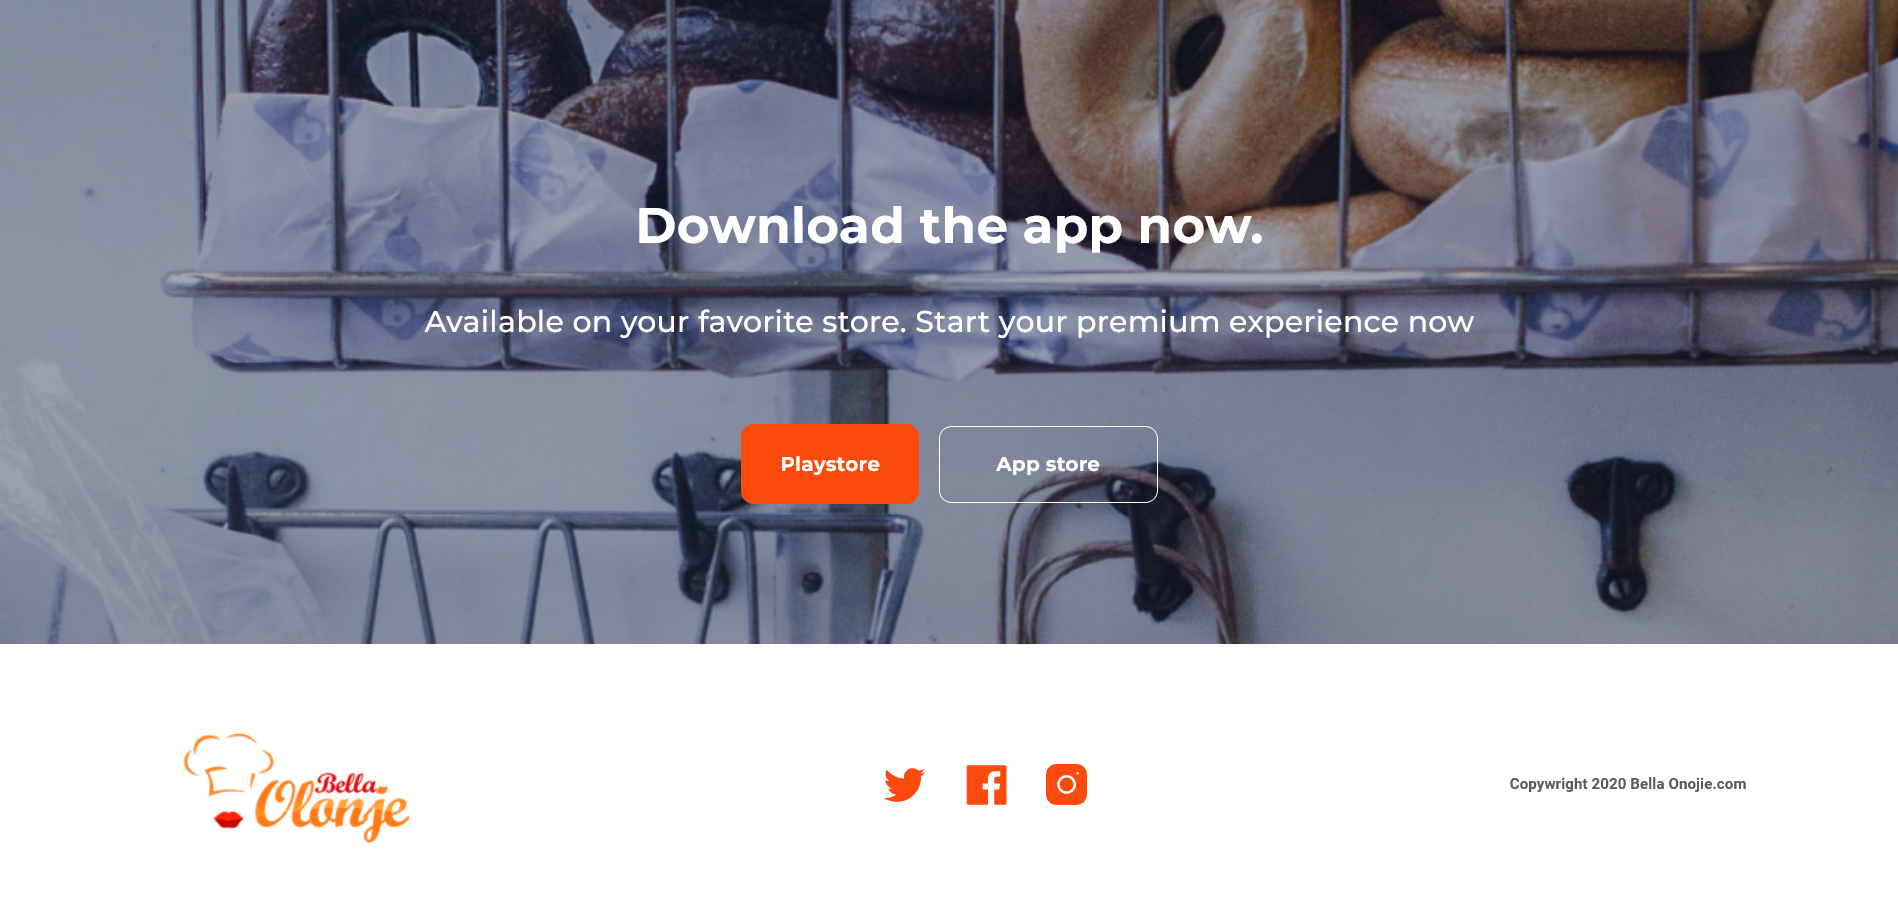 Download the app now.
Available on your favorite store. Start your premium experience now
Playstore
App store
Bella
Olonje
Copywright 2020 Bella Onojie.com